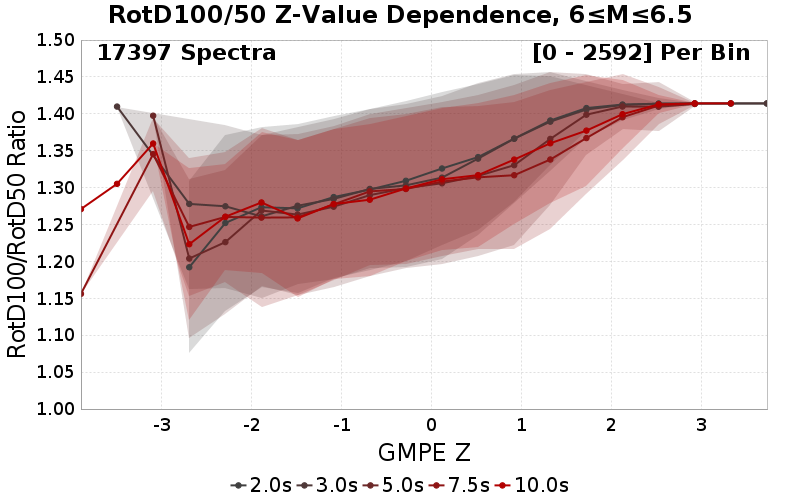 RotD100/50 Z-Value Dependence, 6≤M≤6.5
17397 Spectra
[0 - 2592] Per Bin
RotD100/RotD50 Ratio
1.50
1.45
1.40
1.35
1.30
1.25
1.20
1.15
1.10
1.05
1.00
-3 -2 -1 0 1 2 3
GMPE Z
2.0s 3.0s 5.0s 7.5s 10.0s